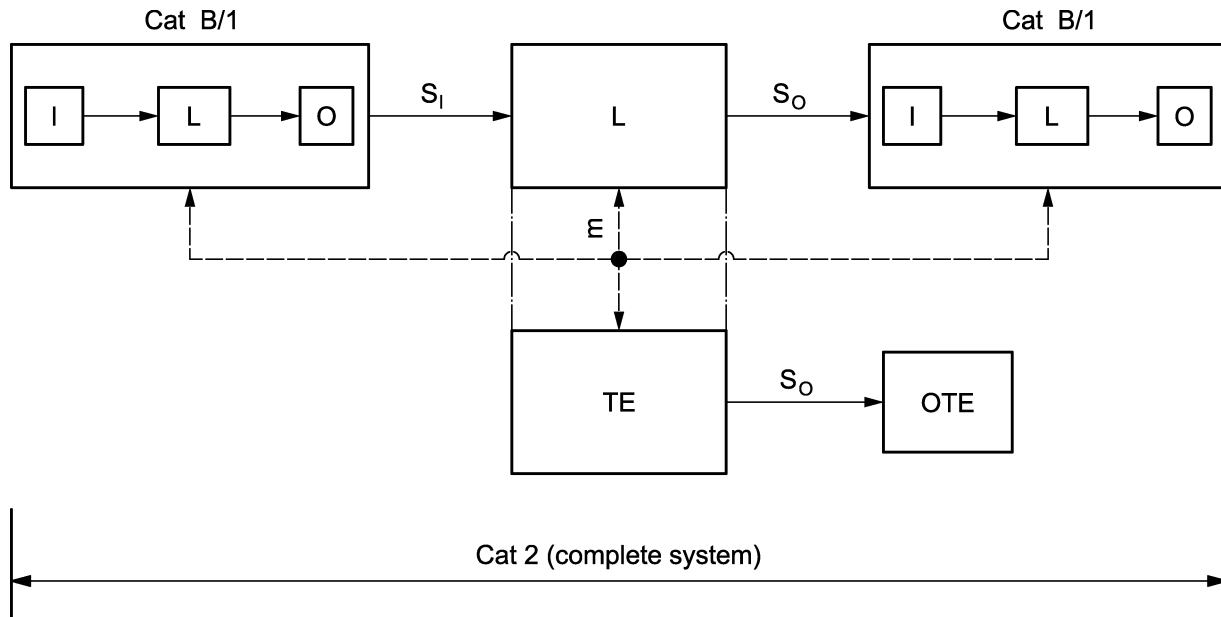 Cat B/1
Cat B/1
I
L
O
S_I
L
S_O
I
L
O
m
TE
S_O
OTE
Cat 2 (complete system)